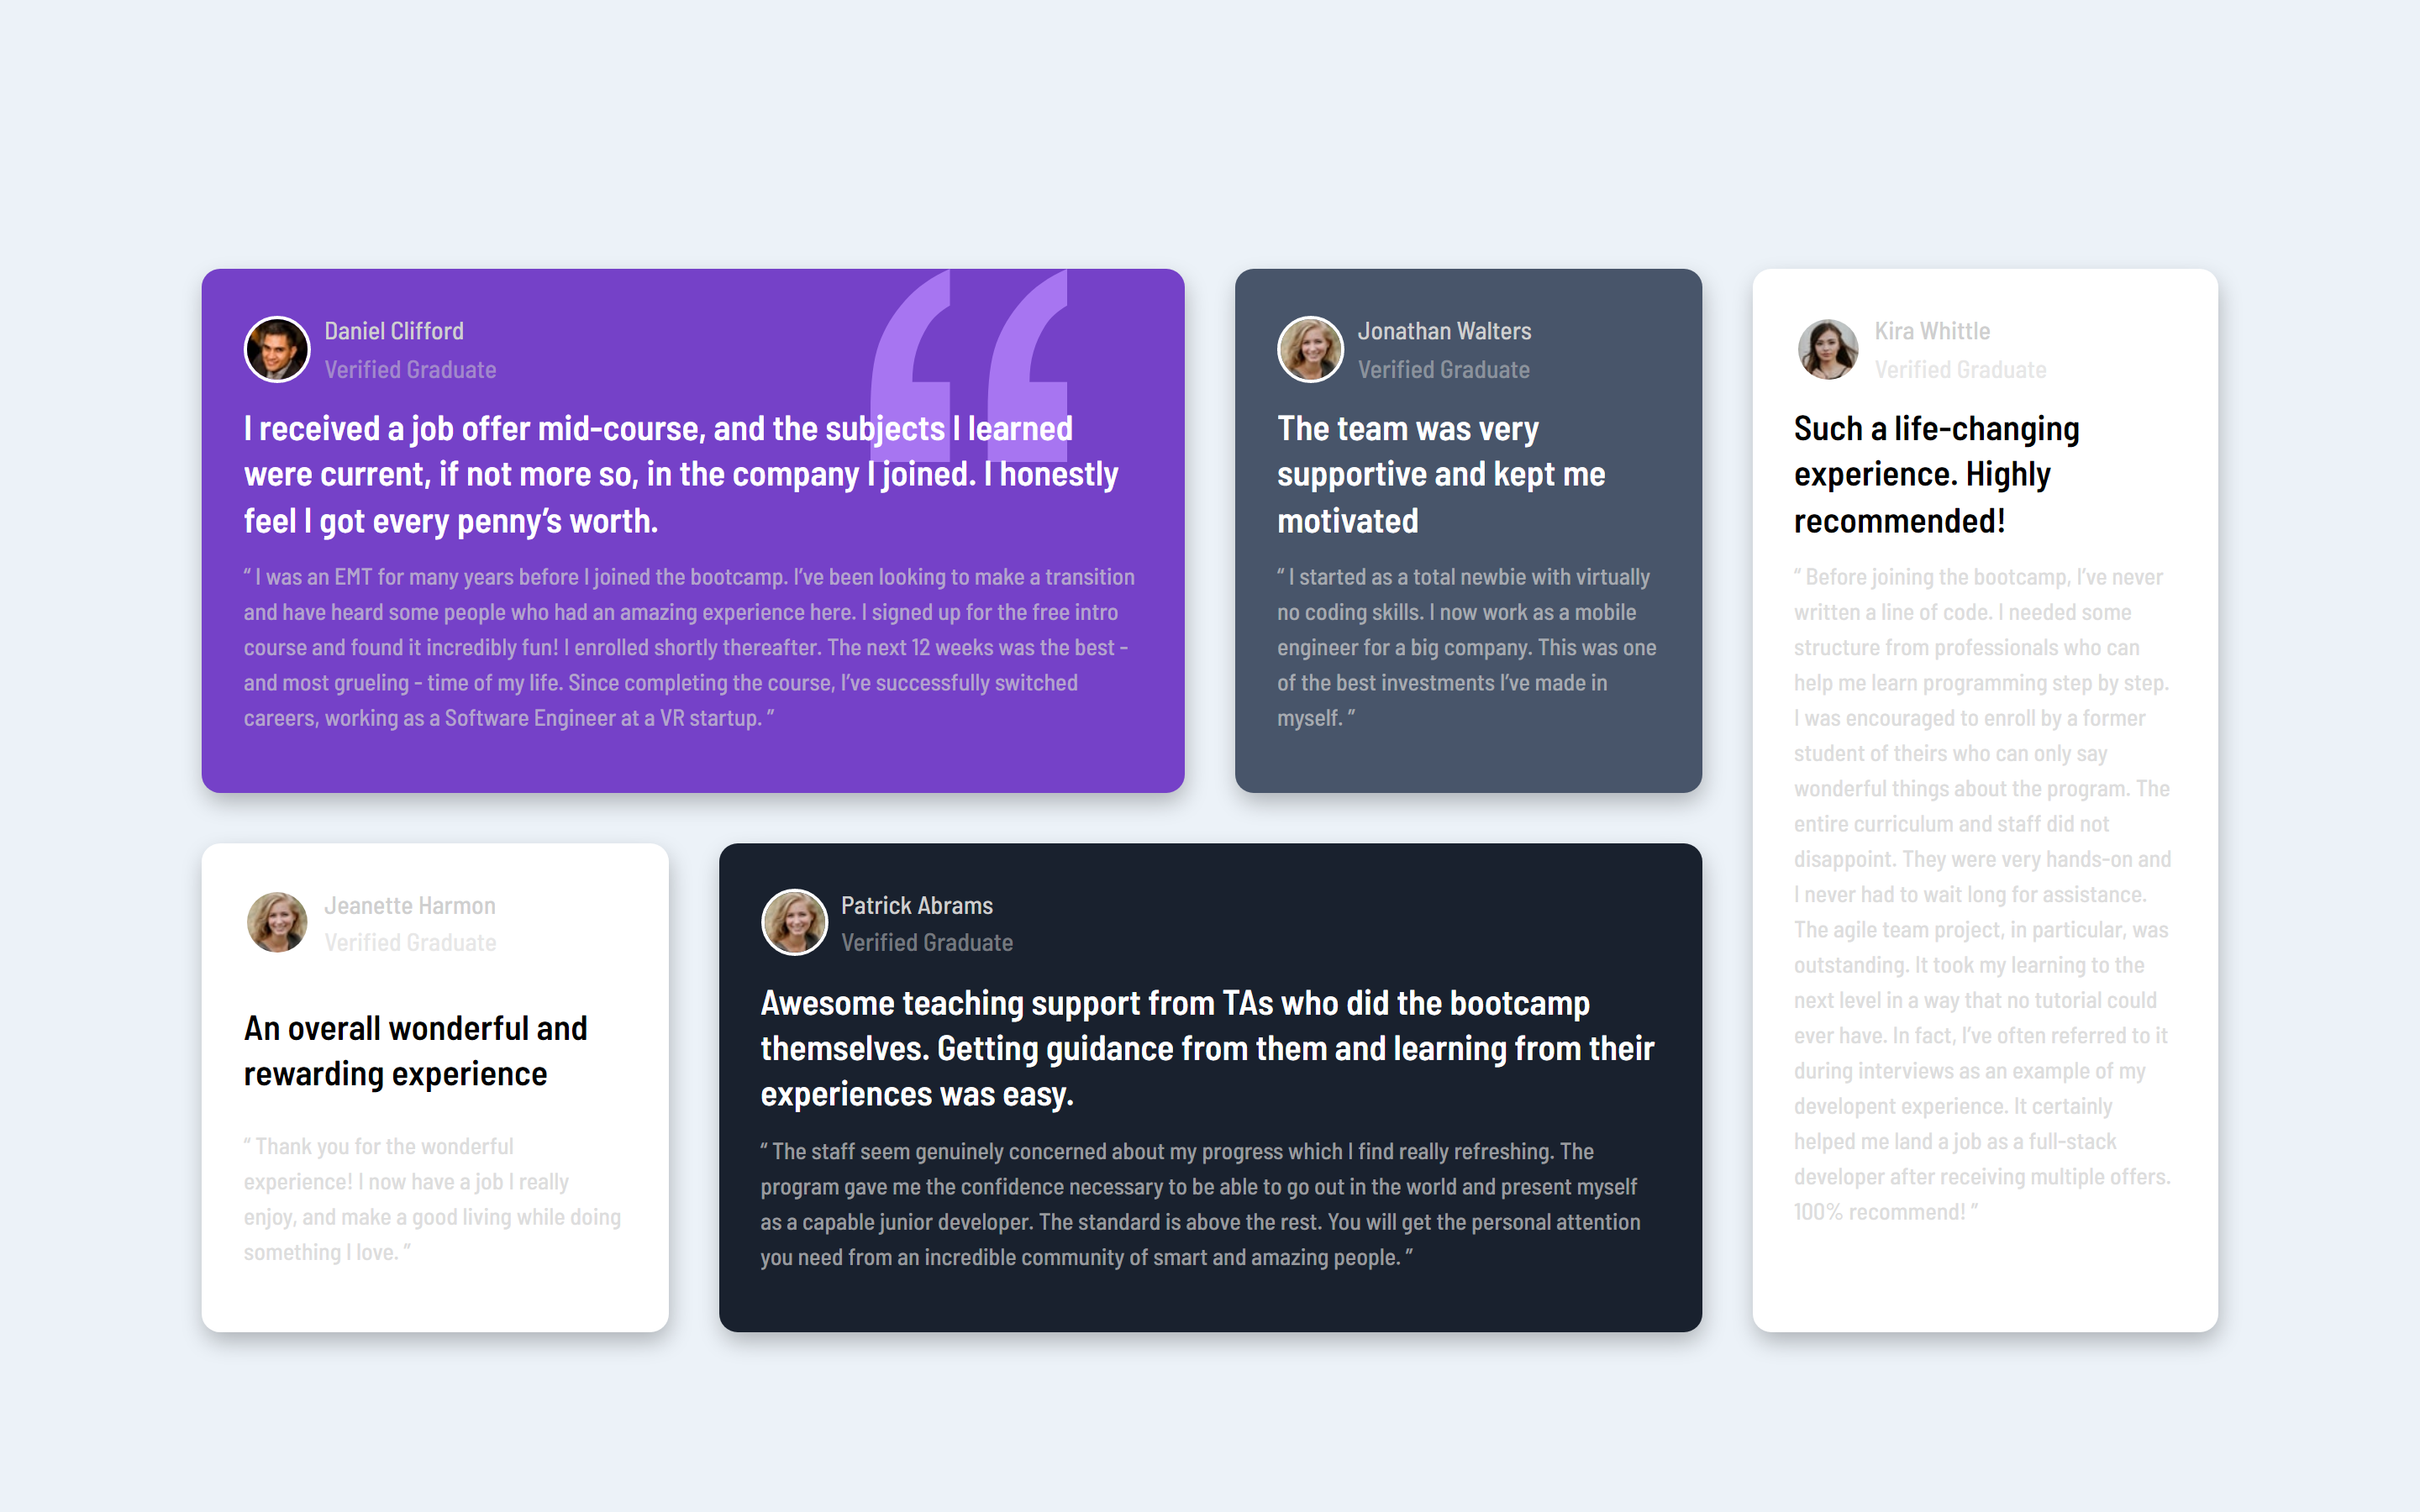 Daniel Clifford
Verified Graduate
I received a job offer mid-course, and the subjects I learned
were current, if not more so, in the company I joined. I honestly
feel I got every penny’s worth.
“ I was an EMT for many years before I joined the bootcamp. I’ve been looking to make a transition
and have heard some people who had an amazing experience here. I signed up for the free intro
course and found it incredibly fun! I enrolled shortly thereafter. The next 12 weeks was the best -
and most grueling - time of my life. Since completing the course, I’ve successfully switched
careers, working as a Software Engineer at a VR startup. ”
Jonathan Walters
Verified Graduate
The team was very
supportive and kept me
motivated
“ I started as a total newbie with virtually
no coding skills. I now work as a mobile
engineer for a big company. This was one
of the best investments I’ve made in
myself. ”
Kira Whittle
Verified Graduate
Such a life-changing
experience. Highly
recommended!
“ Before joining the bootcamp, I’ve never
written a line of code. I needed some
structure from professionals who can
help me learn programming step by step.
I was encouraged to enroll by a former
student of theirs who can only say
wonderful things about the program. The
entire curriculum and staff did not
disappoint. They were very hands-on and
I never had to wait long for assistance.
The agile team project, in particular, was
outstanding. It took my learning to the
next level in a way that no tutorial could
ever have. In fact, I’ve often referred to it
during interviews as an example of my
developent experience. It certainly
helped me land a job as a full-stack
developer after receiving multiple offers.
100% recommend! ”
Jeanette Harmon
Verified Graduate
An overall wonderful and
rewarding experience
“ Thank you for the wonderful
experience! I now have a job I really
enjoy, and make a good living while doing
something I love. ”
Patrick Abrams
Verified Graduate
Awesome teaching support from TAs who did the bootcamp
themselves. Getting guidance from them and learning from their
experiences was easy.
“ The staff seem genuinely concerned about my progress which I find really refreshing. The
program gave me the confidence necessary to be able to go out in the world and present myself
as a capable junior developer. The standard is above the rest. You will get the personal attention
you need from an incredible community of smart and amazing people. ”